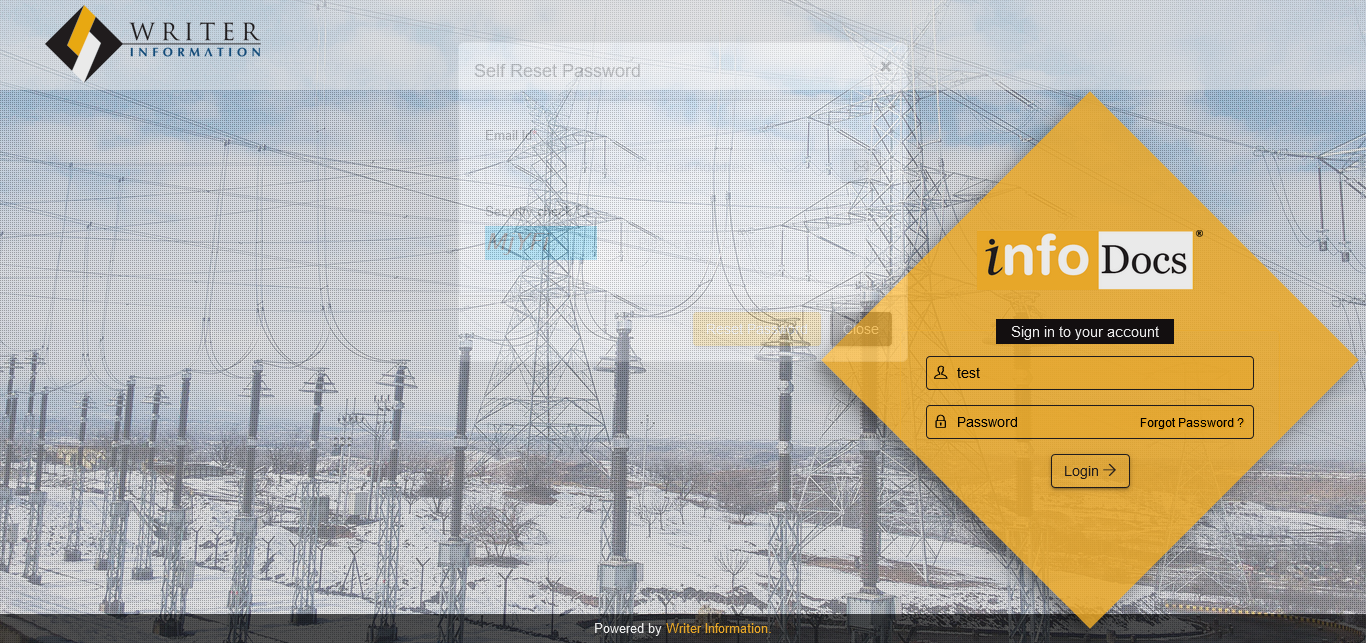 WRITER
INFORMATION
Self Reset Password
×
Email Id
Security check
Reset Password
Close
info Docs®
Sign in to your account
test
Password
Forgot Password ?
Login →
Powered by Writer Information.